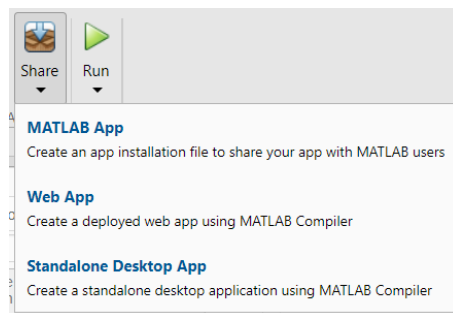 Share Run
MATLAB App
Create an app installation file to share your app with MATLAB users
Web App
Create a deployed web app using MATLAB Compiler
Standalone Desktop App
Create a standalone desktop application using MATLAB Compiler